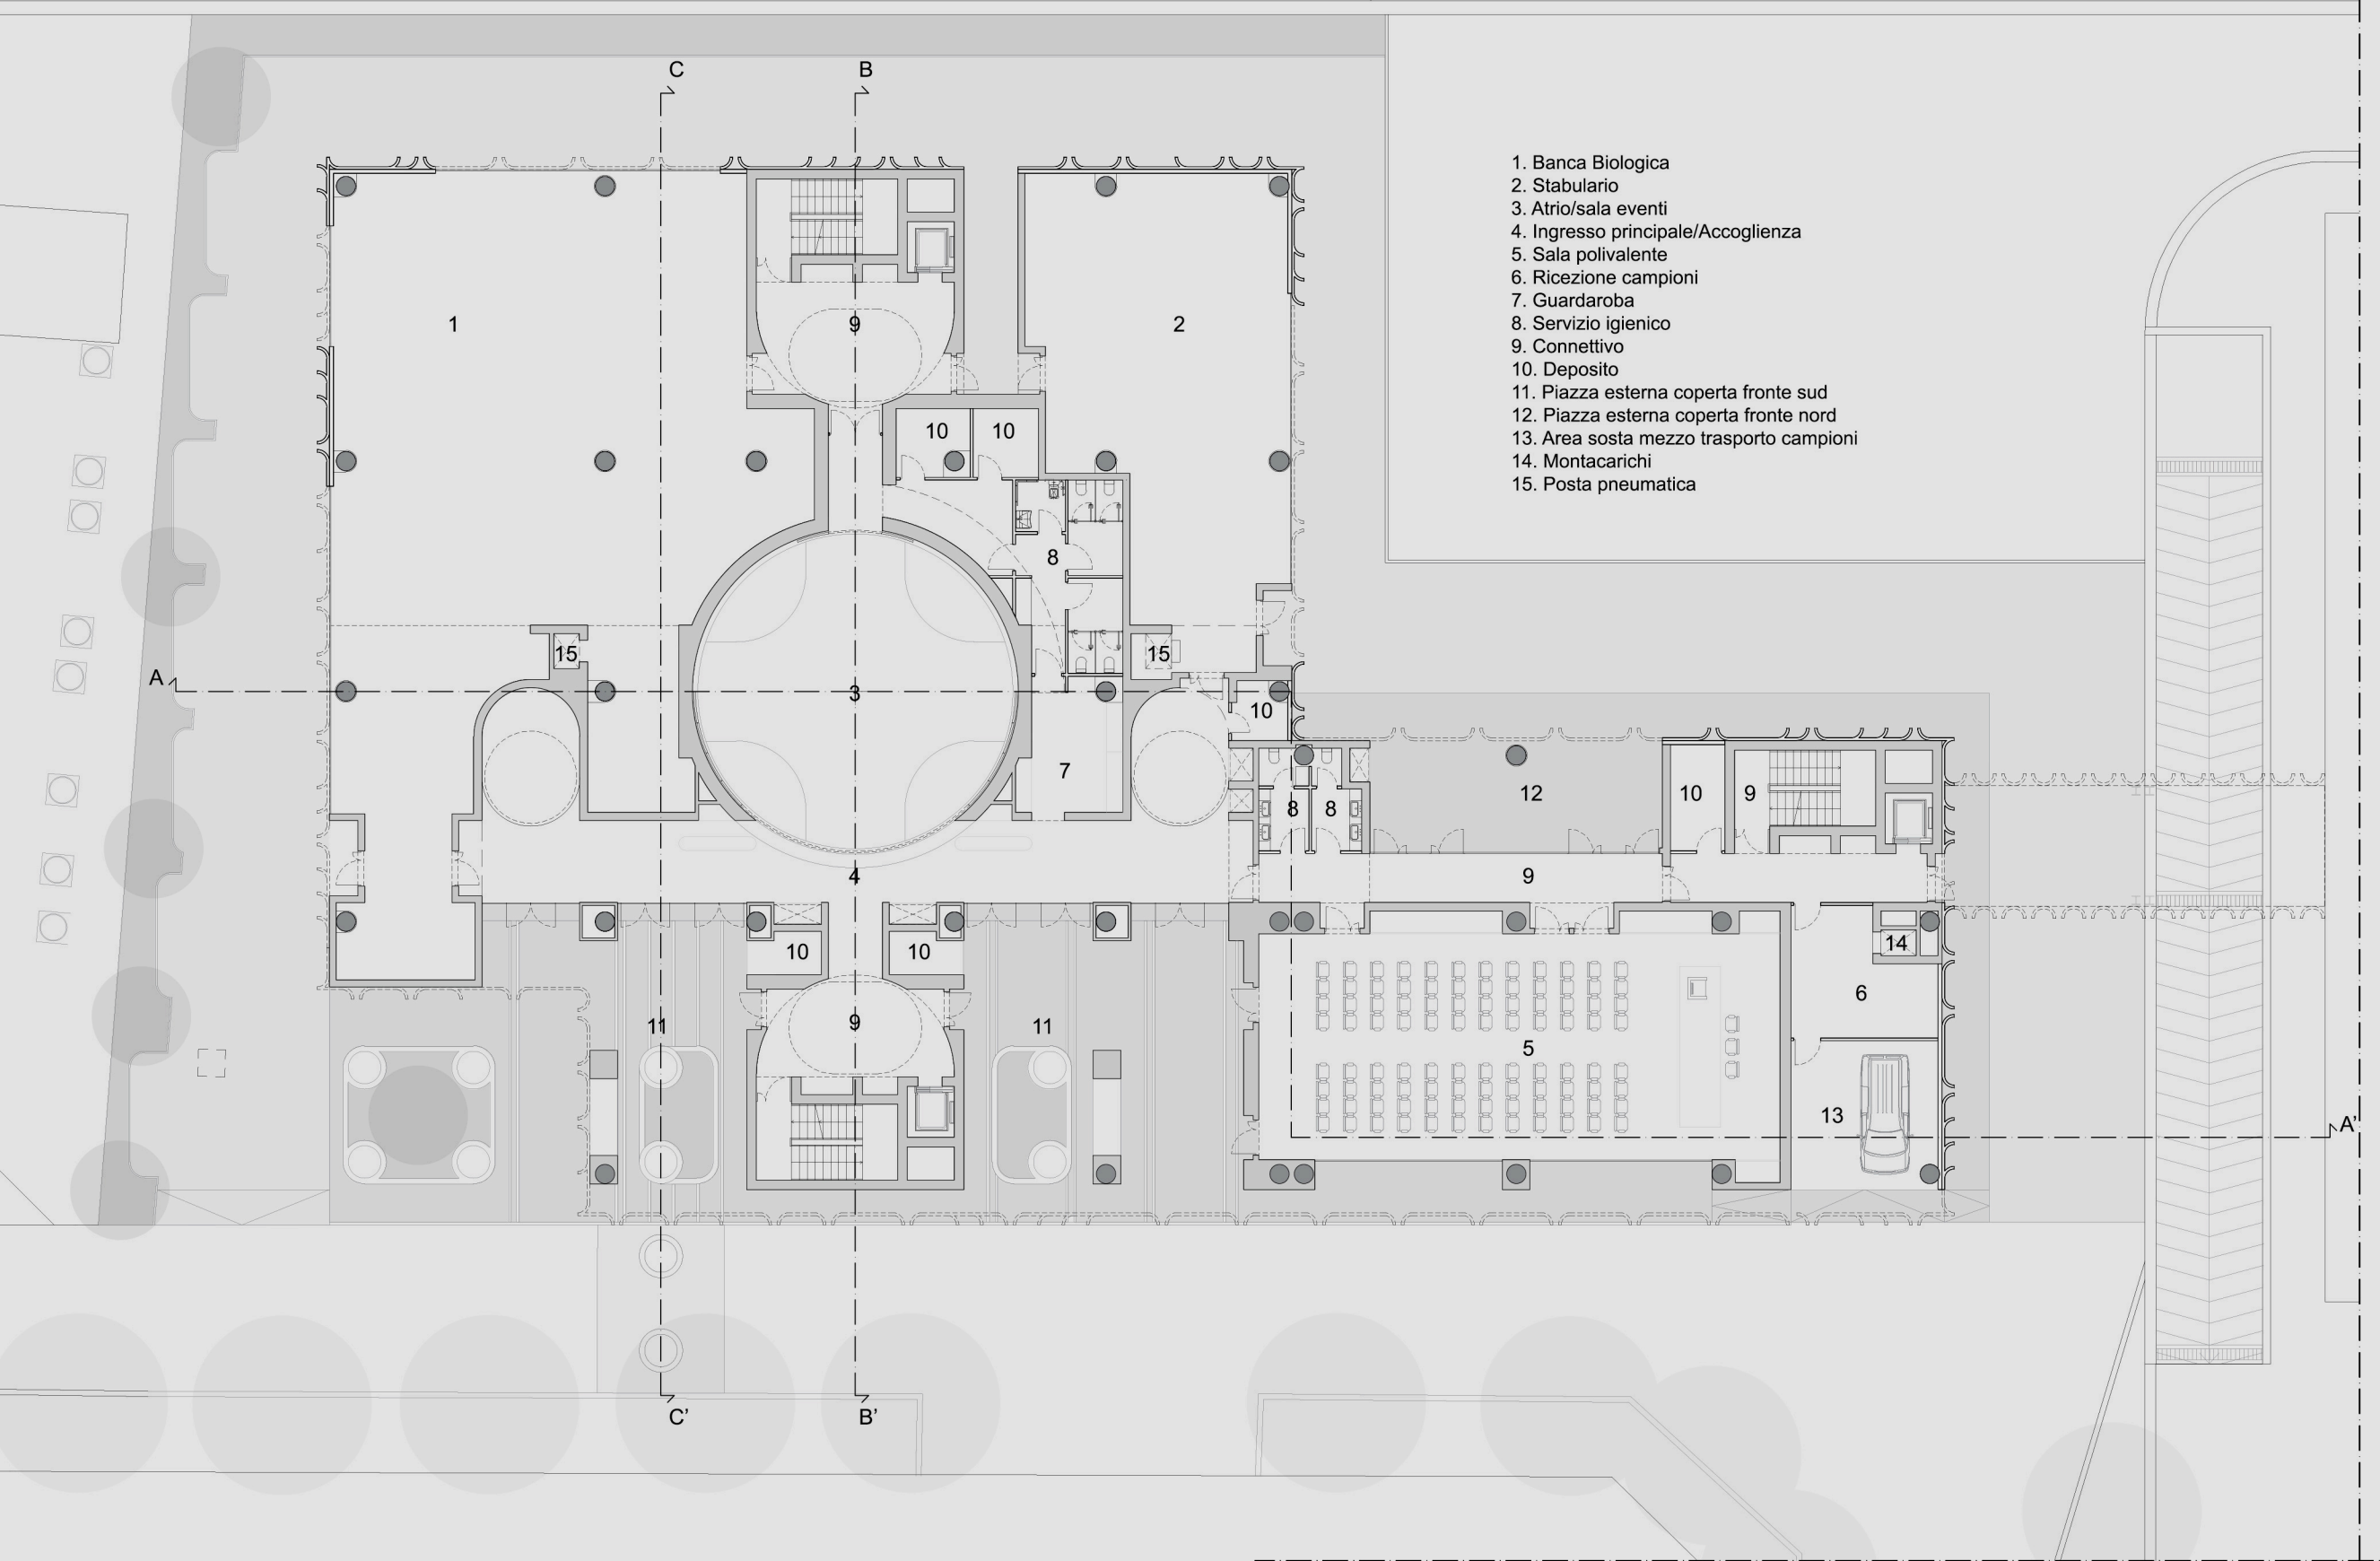 C
B
1. Banca Biologica
2. Stabulario
3. Atrio/sala eventi
4. Ingresso principale/Accoglienza
5. Sala polivalente
6. Ricezione campioni
7. Guardaroba
8. Servizio igienico
9. Connettivo
10. Deposito
11. Piazza esterna coperta fronte sud
12. Piazza esterna coperta fronte nord
13. Area sosta mezzo trasporto campioni
14. Montacarichi
15. Posta pneumatica
1
9
2
10
10
8
15
15
A
3
10
7
8
8
12
10
9
4
9
10
10
14
6
11
9
11
5
13
A'
C'
B'